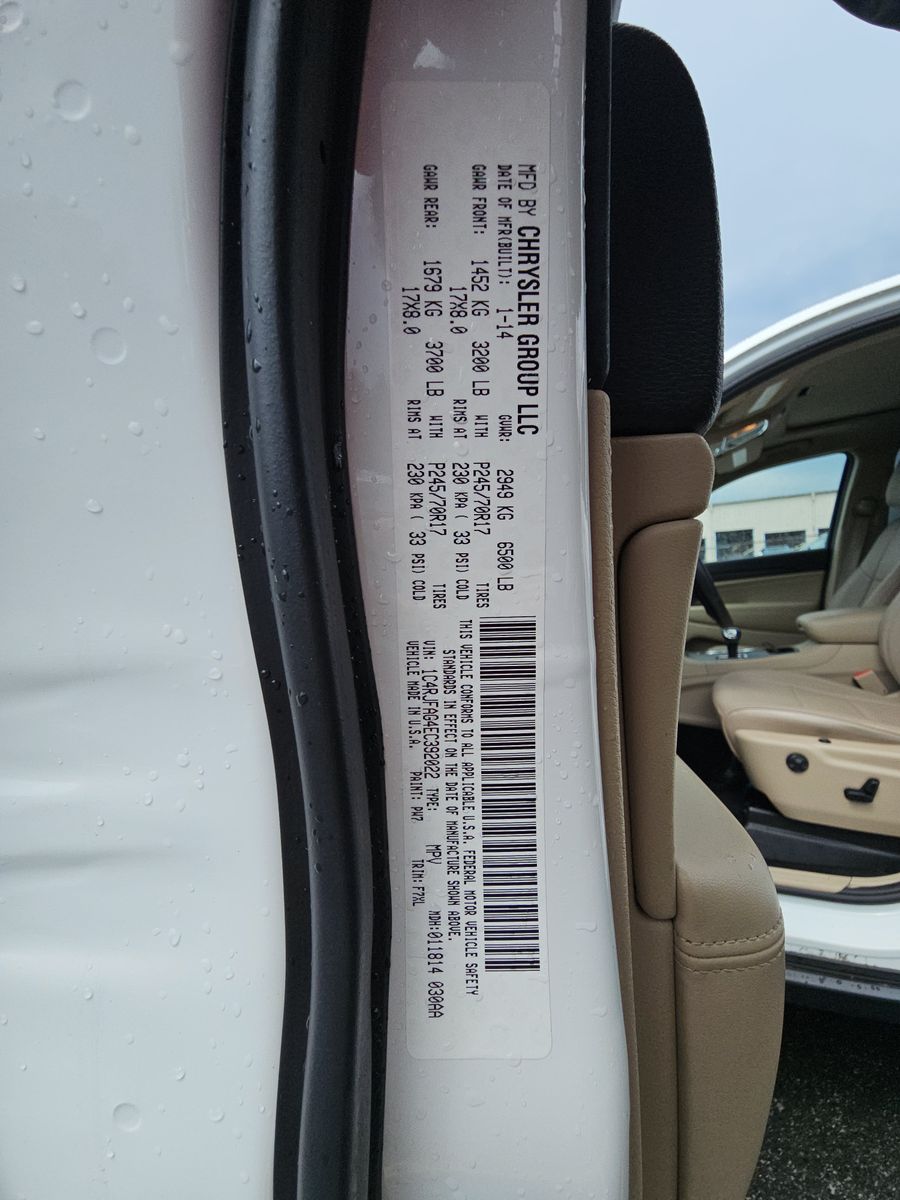 MFD BY CHRYSLER GROUP LLC
DATE OF MFR(BUILT): 1-14 GVWR: 2949 KG 6500 LB
GAWR FRONT: 1452 KG 3200 LB WITH P245/70R17 TIRES
17X8.0 RIMS AT 230 KPA ( 33 PSI) COLD
GAWR REAR: 1679 KG 3700 LB WITH P245/70R17 TIRES
17X8.0 RIMS AT 230 KPA ( 33 PSI) COLD
THIS VEHICLE CONFORMS TO ALL APPLICABLE U.S.A. FEDERAL MOTOR VEHICLE SAFETY
STANDARDS IN EFFECT ON THE DATE OF MANUFACTURE SHOWN ABOVE.
VIN: 1C4RJFAG4EC392022 TYPE: MPV MDH:011814 030AA
VEHICLE MADE IN U.S.A. PAINT: PW7 TRIM: F7XL